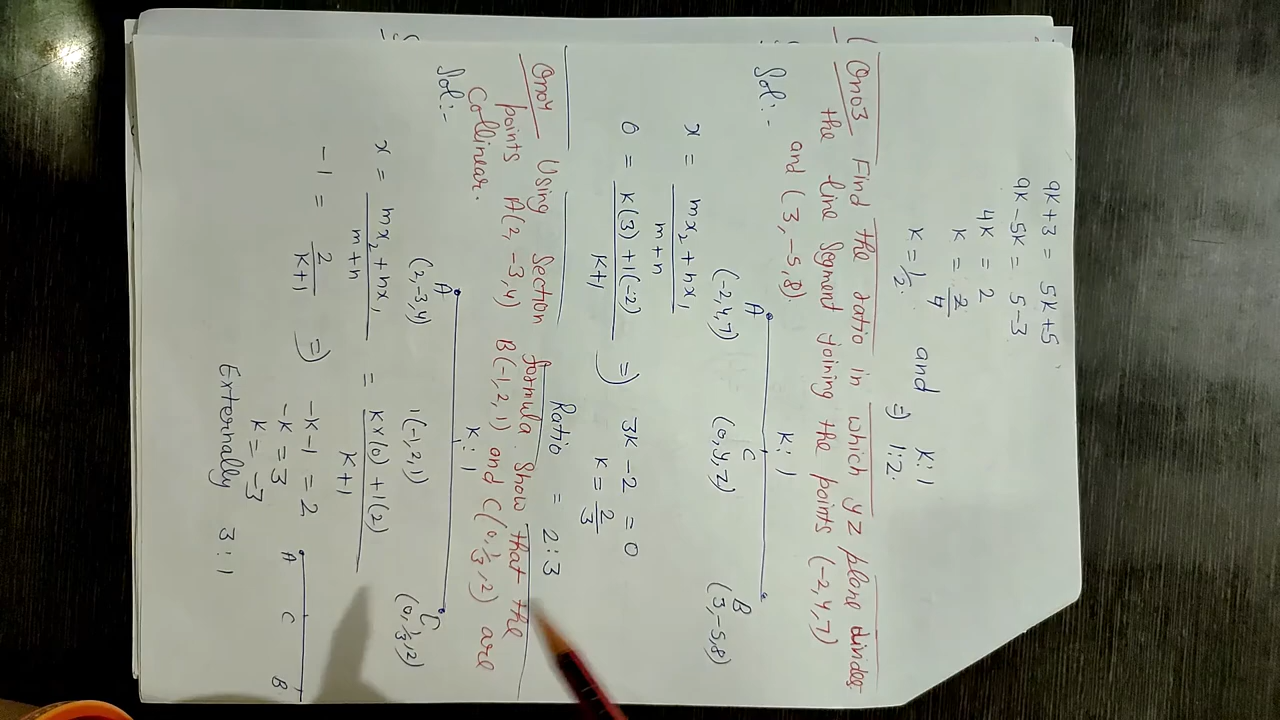 9K+3 = 5K+5
9K-5K = 5-3
4K = 2
K = 2/4
K = 1/2. and K:1
=) 1:2.
Qno3 Find the ratio in which yz plane divides
the line segment joining the points (-2,4,7)
and (3,-5,8).
Sol:-
K:1
A C B
(-2,4,7) (0,y,z) (3,-5,8)
x = mx₂ + nx₁ / m+n
0 = K(3)+1(-2) / K+1 =) 3K-2 = 0
K = 2/3
Ratio = 2:3
Qno4 Using Section formula. Show that the
points A(2,-3,4) B(-1,2,1) and C(0,1/3,2) are
Collinear.
Sol:-
K:1
A C
(2,-3,4) (-1,2,1) (0,1/3,2)
x = mx₂ + nx₁ / m+n = K×(0)+1(2) / K+1
-1 = 2 / K+1 =) -K-1 = 2
-K = 3
K = -3
A C B
Externally 3:1